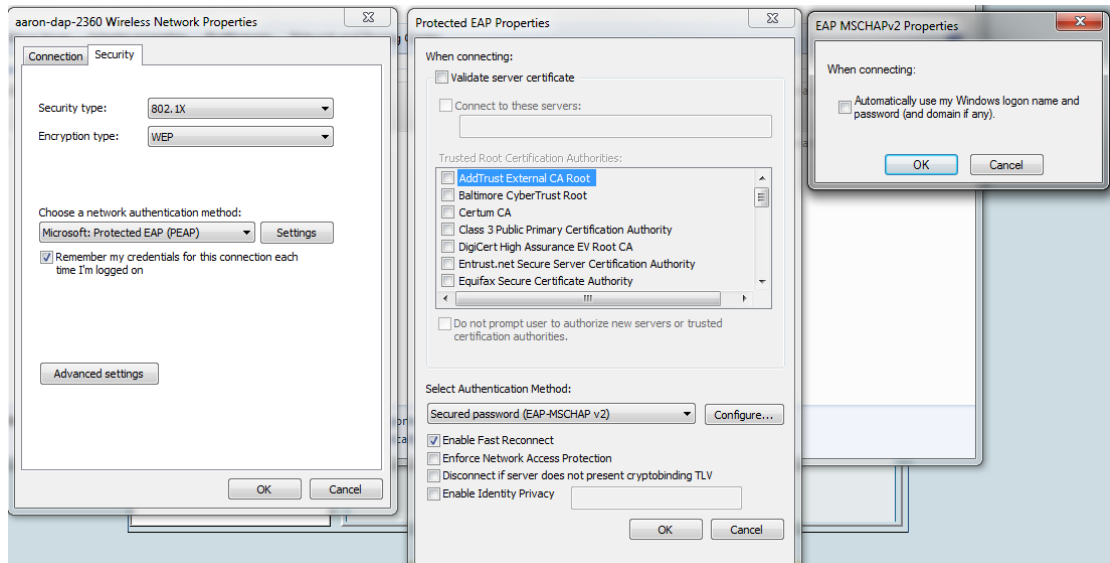 aaron-dap-2360 Wireless Network Properties
Connection
Security
Security type:
802.1X
Encryption type:
WEP
Choose a network authentication method:
Microsoft: Protected EAP (PEAP)
Settings
Remember my credentials for this connection each
time I'm logged on
Advanced settings
OK
Cancel
Protected EAP Properties
When connecting:
Validate server certificate
Connect to these servers:
Trusted Root Certification Authorities:
AddTrust External CA Root
Baltimore CyberTrust Root
Certum CA
Class 3 Public Primary Certification Authority
DigiCert High Assurance EV Root CA
Entrust.net Secure Server Certification Authority
Equifax Secure Certificate Authority
Do not prompt user to authorize new servers or trusted
certification authorities.
Select Authentication Method:
Secured password (EAP-MSCHAP v2)
Configure...
Enable Fast Reconnect
Enforce Network Access Protection
Disconnect if server does not present cryptobinding TLV
Enable Identity Privacy
OK
Cancel
EAP MSCHAPv2 Properties
When connecting:
Automatically use my Windows logon name and
password (and domain if any).
OK
Cancel